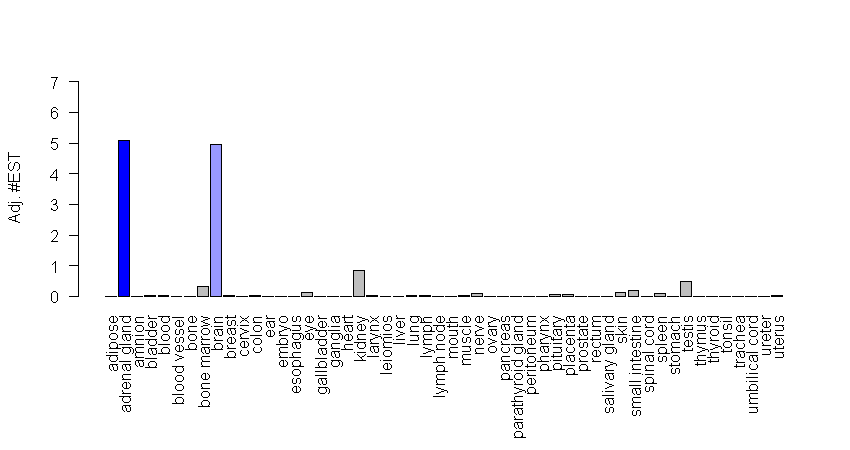 7
6
5
4
3
2
1
0
Adj. #EST
adipose
adrenal gland
amnion
bladder
blood
blood vessel
bone
bone marrow
brain
breast
cervix
colon
ear
embryo
esophagus
eye
gallbladder
ganglia
heart
kidney
larynx
leiomios
liver
lung
lymph
lymph node
mouth
muscle
nerve
ovary
pancreas
parathyroid gland
peritoneum
pharynx
pituitary
placenta
prostate
rectum
salivary gland
skin
small intestine
spinal cord
spleen
stomach
testis
thymus
thyroid
tonsil
trachea
umbilical cord
ureter
uterus